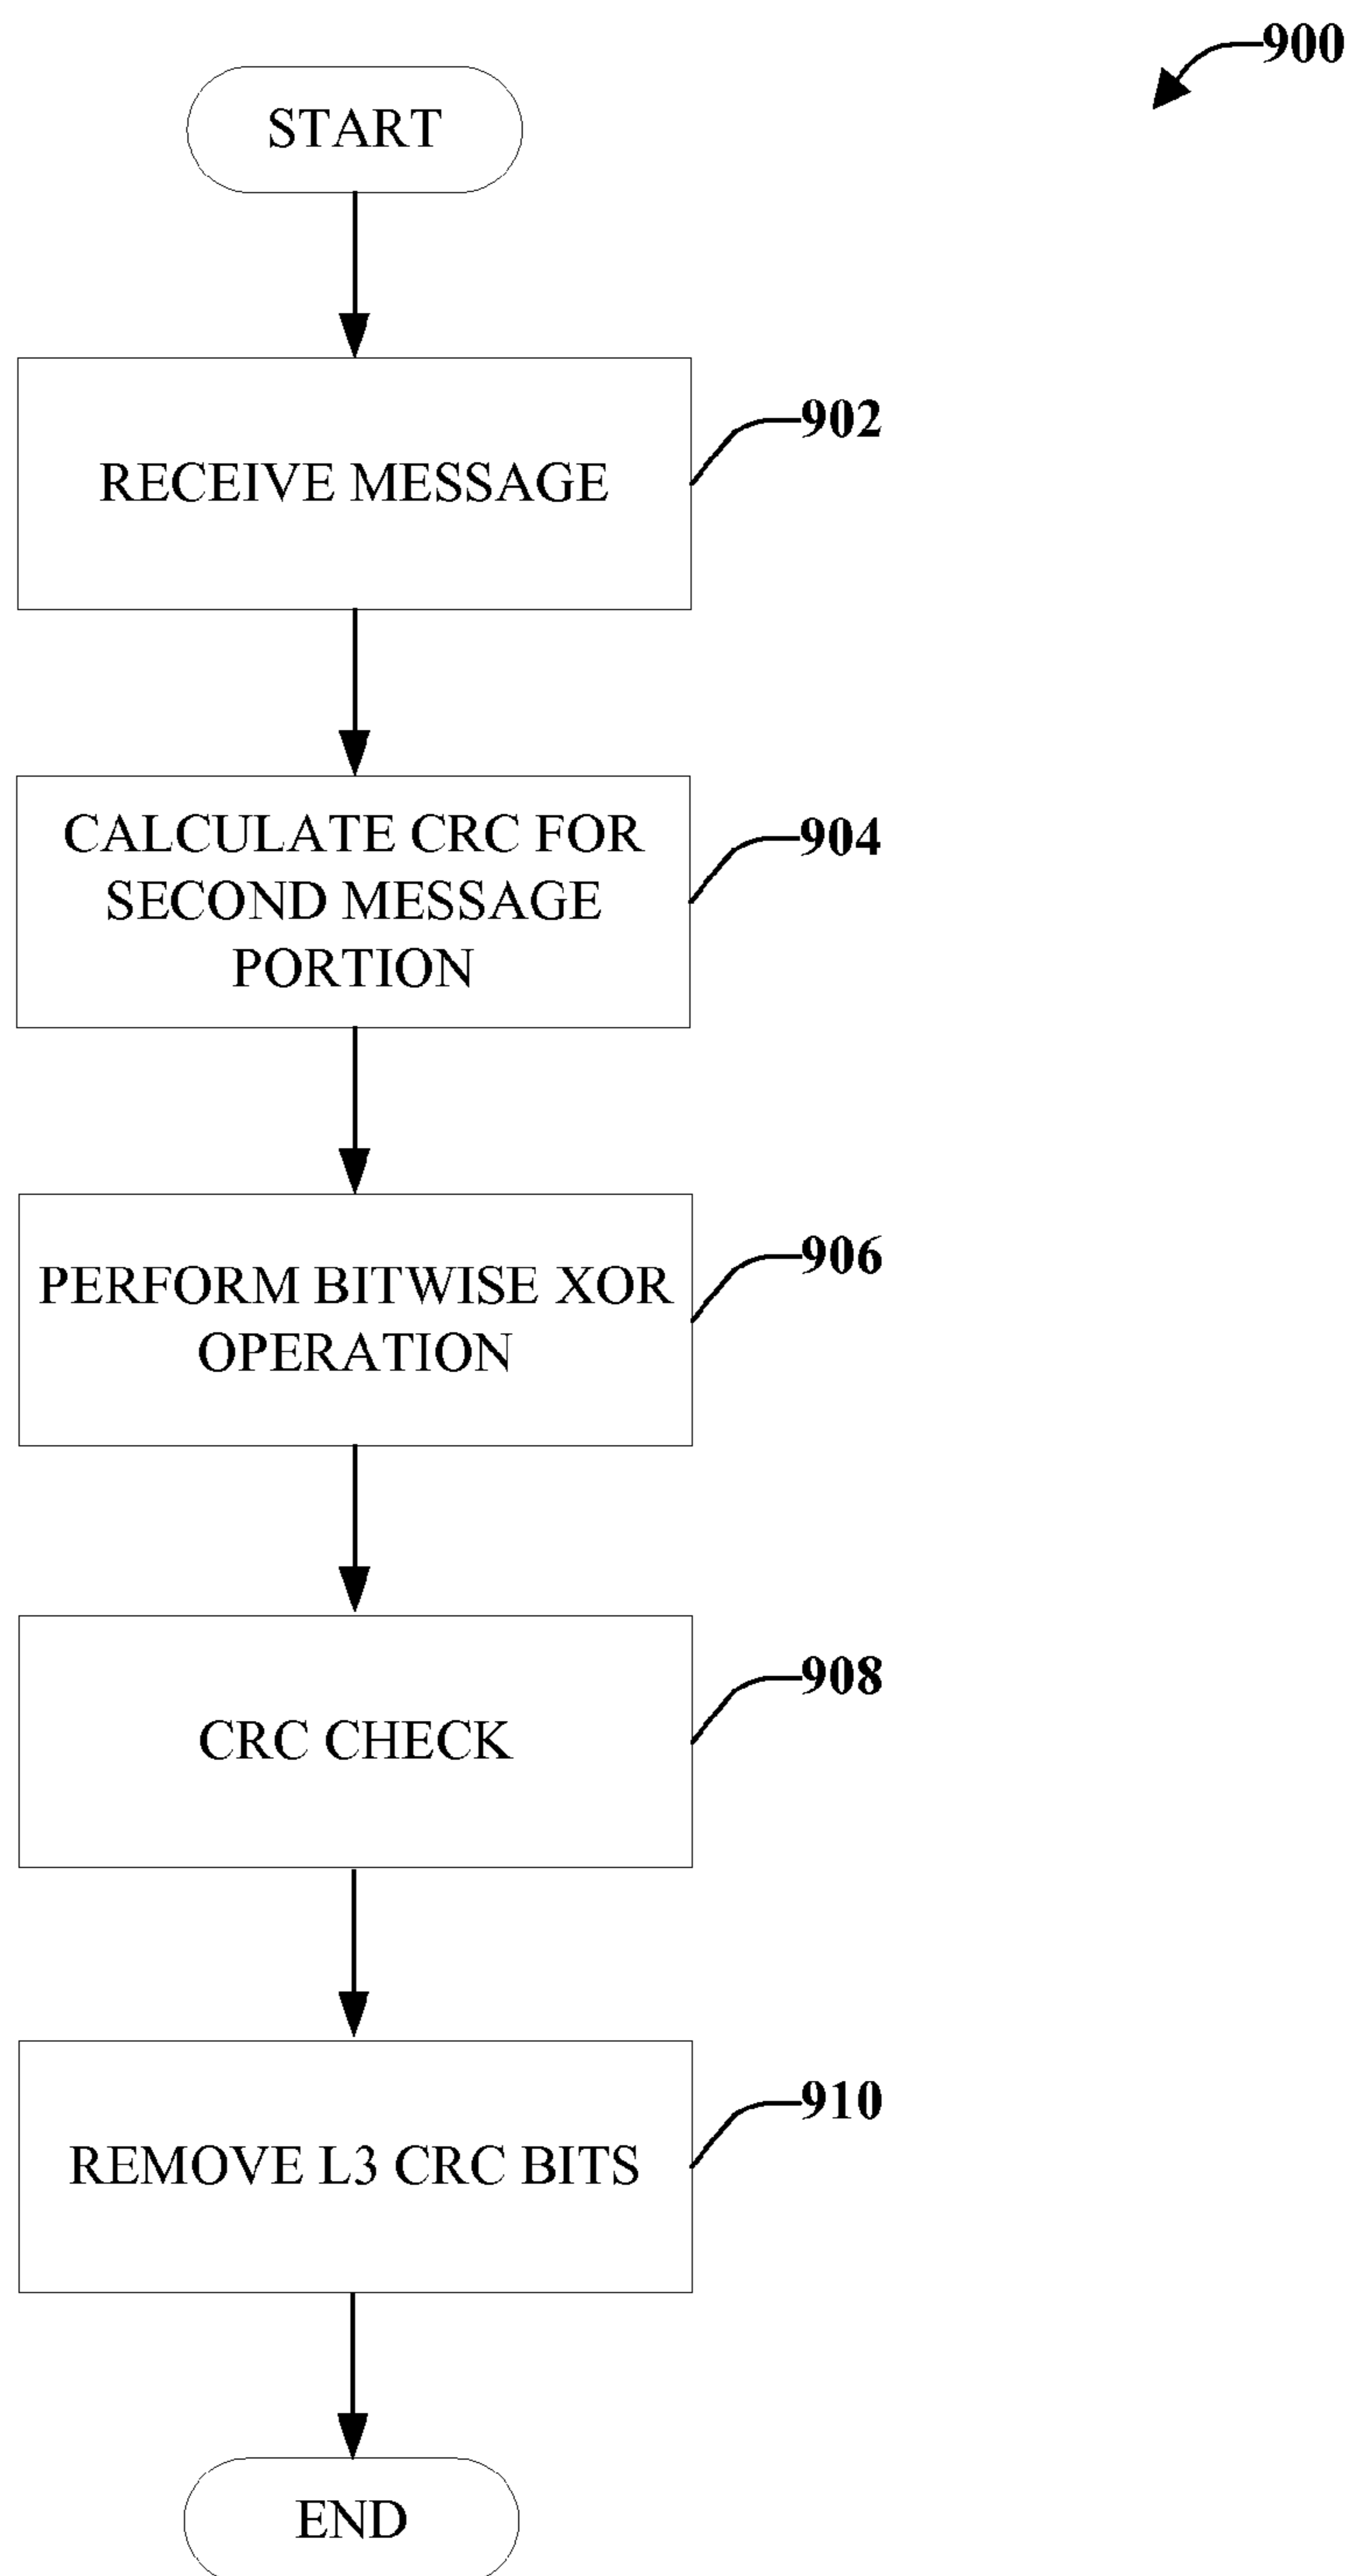 900
START
RECEIVE MESSAGE
902
CALCULATE CRC FOR
SECOND MESSAGE
PORTION
904
PERFORM BITWISE XOR
OPERATION
906
CRC CHECK
908
REMOVE L3 CRC BITS
910
END